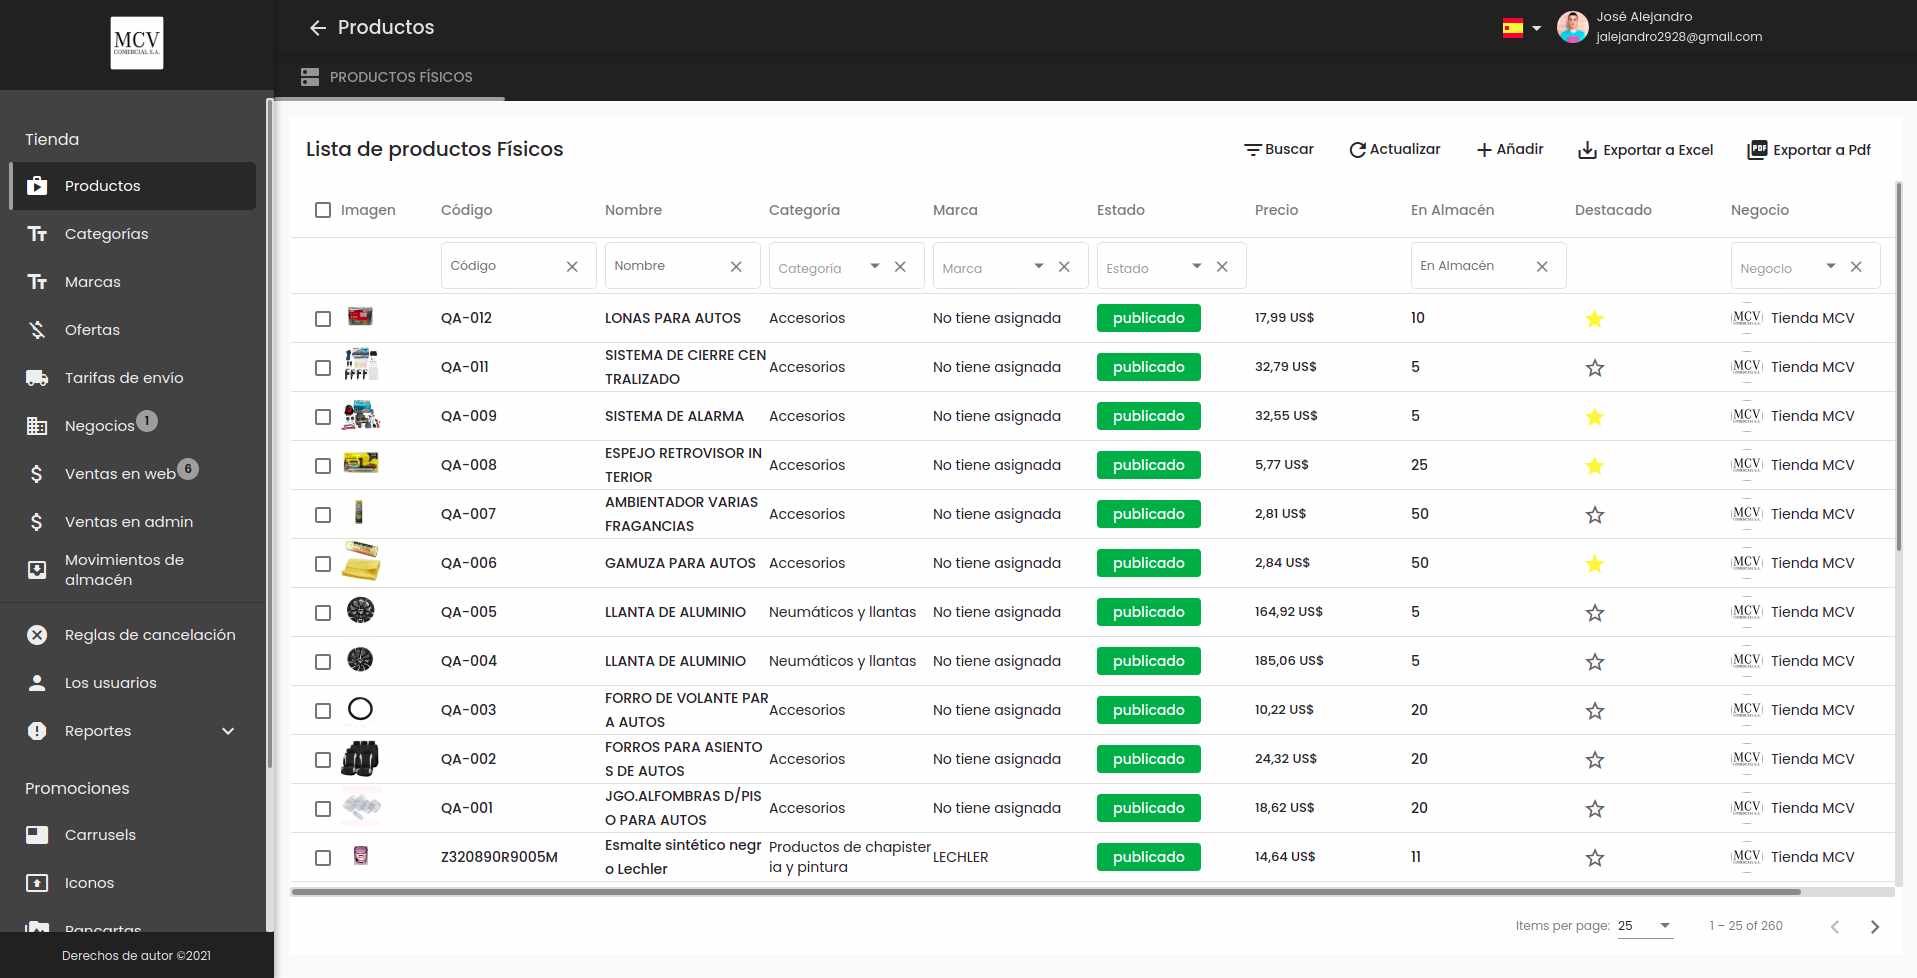 MCV
COMERCIAL S.A.
Productos
José Alejandro
jalejandro2928@gmail.com
PRODUCTOS FÍSICOS
Tienda
Productos
Categorías
Marcas
Ofertas
Tarifas de envío
Negocios 1
Ventas en web 6
Ventas en admin
Movimientos de
almacén
Reglas de cancelación
Los usuarios
Reportes
Promociones
Carrusels
Iconos
Pancartas
Derechos de autor ©2021
Lista de productos Físicos
Buscar Actualizar Añadir Exportar a Excel PDF Exportar a Pdf
Imagen Código Nombre Categoría Marca Estado Precio En Almacén Destacado Negocio
Código Nombre Categoría Marca Estado En Almacén Negocio
QA-012 LONAS PARA AUTOS Accesorios No tiene asignada publicado 17,99 US$ 10 MCV Tienda MCV
SISTEMA DE CIERRE CEN
QA-011 Accesorios No tiene asignada publicado 32,79 US$ 5 MCV Tienda MCV
TRALIZADO
QA-009 SISTEMA DE ALARMA Accesorios No tiene asignada publicado 32,55 US$ 5 MCV Tienda MCV
ESPEJO RETROVISOR IN
QA-008 Accesorios No tiene asignada publicado 5,77 US$ 25 MCV Tienda MCV
TERIOR
AMBIENTADOR VARIAS
QA-007 Accesorios No tiene asignada publicado 2,81 US$ 50 MCV Tienda MCV
FRAGANCIAS
QA-006 GAMUZA PARA AUTOS Accesorios No tiene asignada publicado 2,84 US$ 50 MCV Tienda MCV
QA-005 LLANTA DE ALUMINIO Neumáticos y llantas No tiene asignada publicado 164,92 US$ 5 MCV Tienda MCV
QA-004 LLANTA DE ALUMINIO Neumáticos y llantas No tiene asignada publicado 185,06 US$ 5 MCV Tienda MCV
FORRO DE VOLANTE PAR
QA-003 Accesorios No tiene asignada publicado 10,22 US$ 20 MCV Tienda MCV
A AUTOS
FORROS PARA ASIENTO
QA-002 Accesorios No tiene asignada publicado 24,32 US$ 20 MCV Tienda MCV
S DE AUTOS
JGO.ALFOMBRAS D/PIS
QA-001 Accesorios No tiene asignada publicado 18,62 US$ 20 MCV Tienda MCV
O PARA AUTOS
Esmalte sintético negr Productos de chapister
Z320890R9005M LECHLER publicado 14,64 US$ 11 MCV Tienda MCV
o Lechler ia y pintura
Items per page: 25 1 – 25 of 260